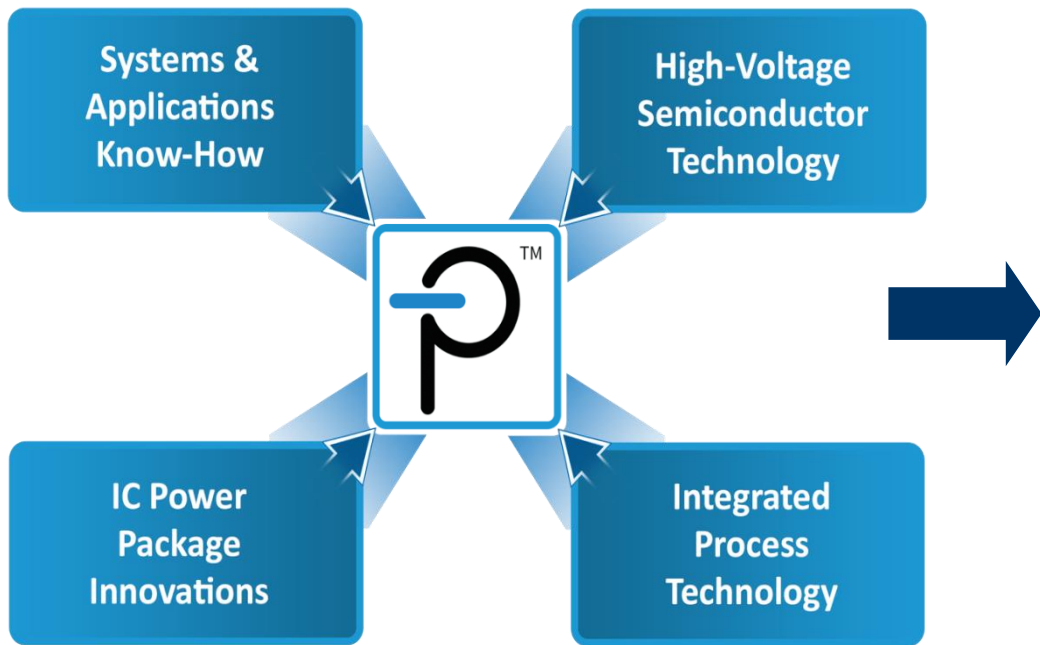 Systems &
Applications
Know-How
High-Voltage
Semiconductor
Technology
TM
IC Power
Package
Innovations
Integrated
Process
Technology